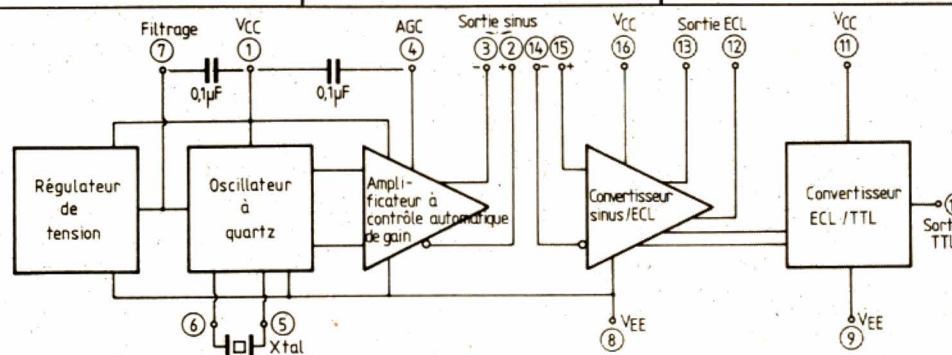 Filtrage
VCC
AGC
Sortie sinus
VCC
Sortie ECL
VCC
7
1
4
3
2
14
15
16
13
12
11
-
+
-
+
0,1µF
0,1µF
Régulateur
de
tension
Oscillateur
à
quartz
Ampli-
ficateur à
contrôle automatique
de gain
Convertisseur
sinus/ECL
Convertisseur
ECL/TTL
TTL
6
5
Xtal
8
VEE
9
VEE